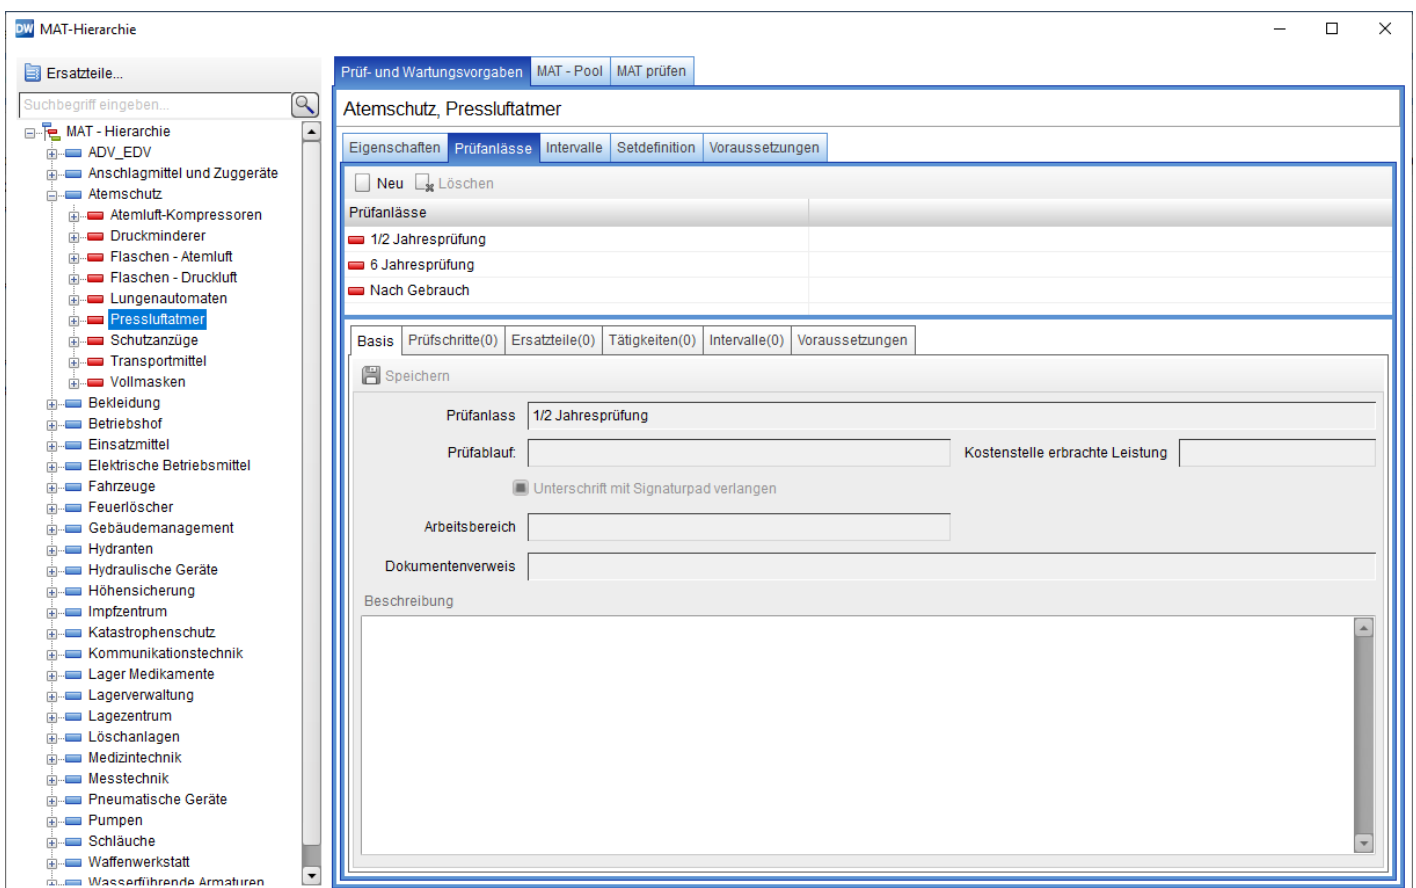 DW MAT-Hierarchie
Ersatzteile...
Suchbegriff eingeben...
MAT - Hierarchie
ADV_EDV
Anschlagmittel und Zuggeräte
Atemschutz
Atemluft-Kompressoren
Druckminderer
Flaschen - Atemluft
Flaschen - Druckluft
Lungenautomaten
Pressluftatmer
Schutzanzüge
Transportmittel
Vollmasken
Bekleidung
Betriebshof
Einsatzmittel
Elektrische Betriebsmittel
Fahrzeuge
Feuerlöscher
Gebäudemanagement
Hydranten
Hydraulische Geräte
Höhensicherung
Impfzentrum
Katastrophenschutz
Kommunikationstechnik
Lager Medikamente
Lagerverwaltung
Lagezentrum
Löschanlagen
Medizintechnik
Messtechnik
Pneumatische Geräte
Pumpen
Schläuche
Waffenwerkstatt
Wasserführende Armaturen
Prüf- und Wartungsvorgaben MAT - Pool MAT prüfen
Atemschutz, Pressluftatmer
Eigenschaften Prüfanlässe Intervalle Setdefinition Voraussetzungen
Neu Löschen
Prüfanlässe
1/2 Jahresprüfung
6 Jahresprüfung
Nach Gebrauch
Basis Prüfschritte(0) Ersatzteile(0) Tätigkeiten(0) Intervalle(0) Voraussetzungen
Speichern
Prüfanlass 1/2 Jahresprüfung
Prüfablauf: Kostenstelle erbrachte Leistung
Unterschrift mit Signaturpad verlangen
Arbeitsbereich
Dokumentenverweis
Beschreibung